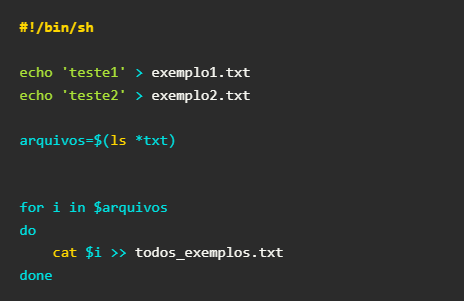 #!/bin/sh
echo 'teste1' > exemplo1.txt
echo 'teste2' > exemplo2.txt
arquivos=$(ls *txt)
for i in $arquivos
do
    cat $i >> todos_exemplos.txt
done